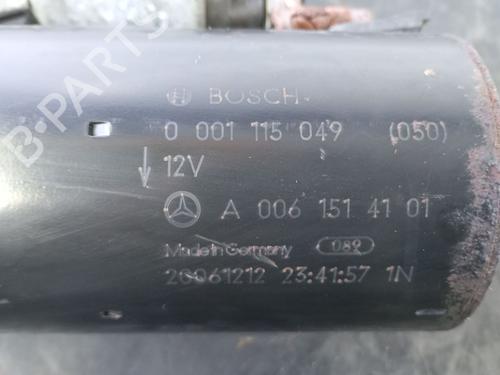 BOSCH
0 001 115 049 (050)
12V
A 006 151 41 01
Made in Germany 089
20061212 23:41:57 1N
B-PARTS